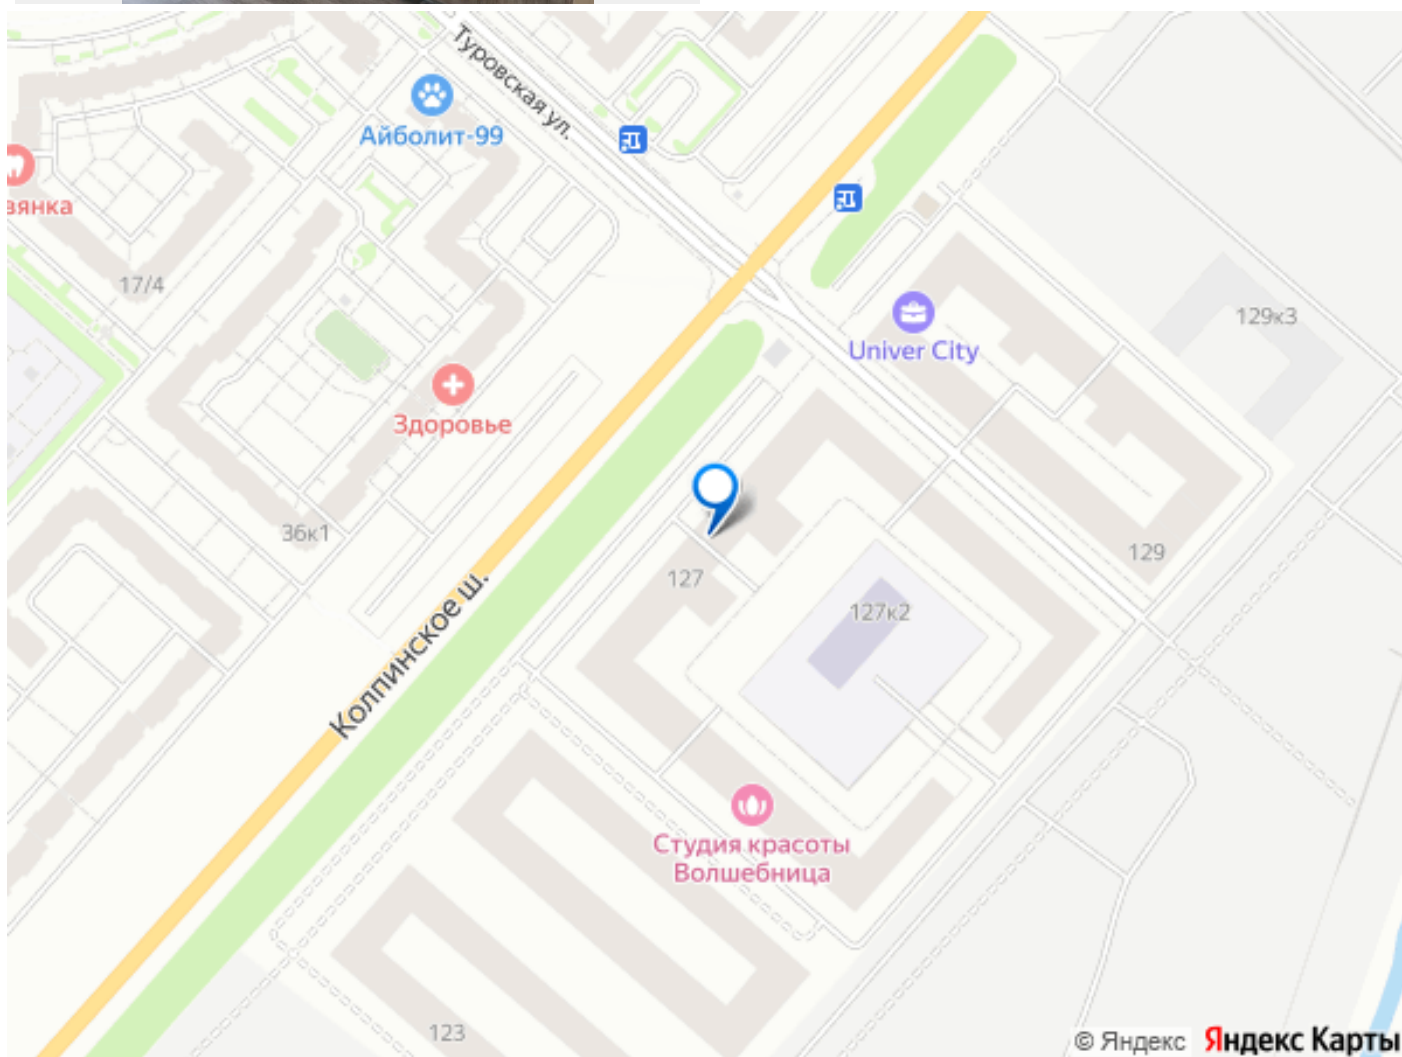 Туровская ул.
Айболит-99
вянка
17/4
129к3
Univer City
Здоровье
36к1
129
127
127к2
Колпинское ш.
Студия красоты
Волшебница
123
© Яндекс Яндекс Карты